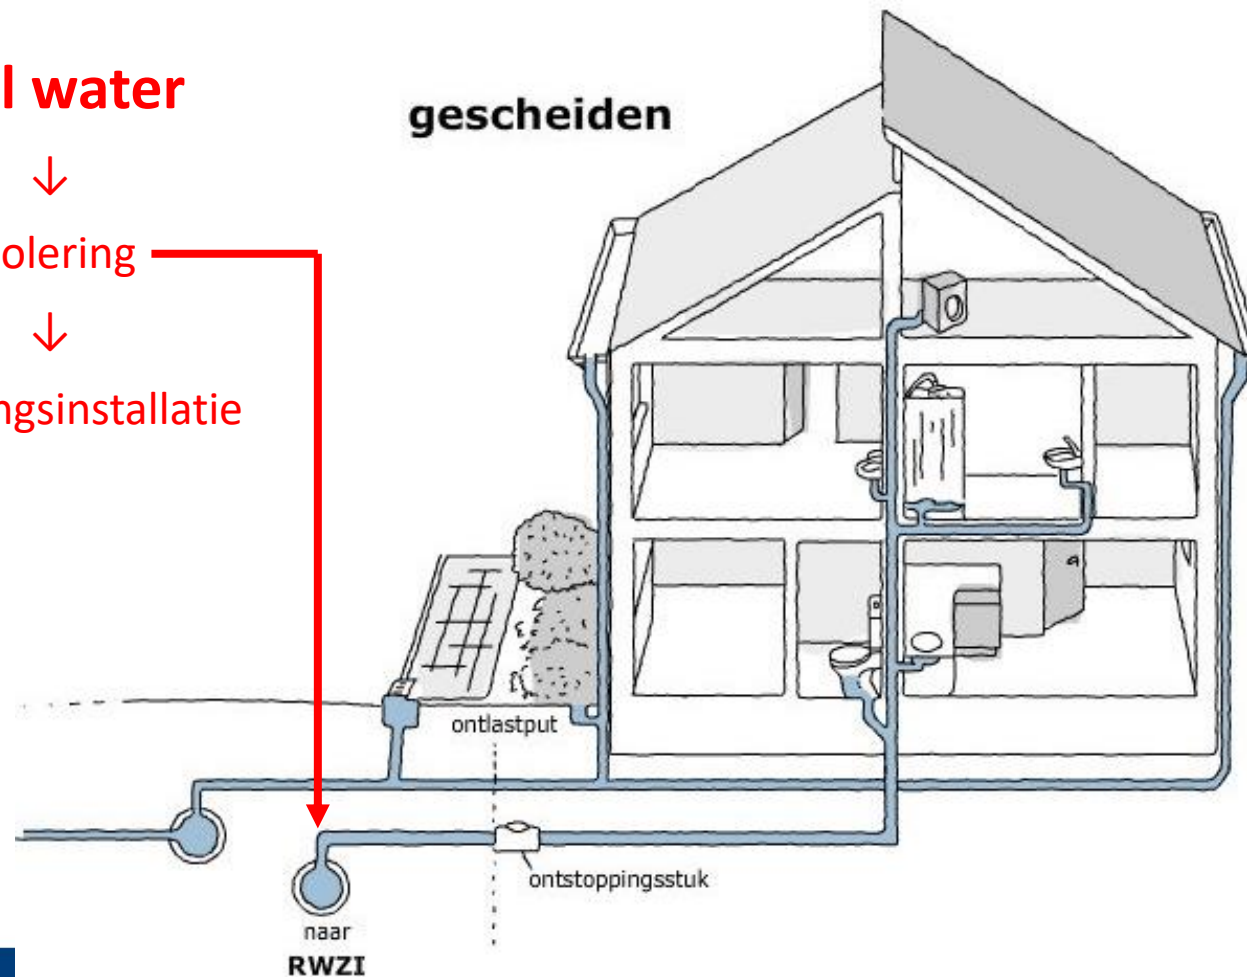 l water
gescheiden
↓
olering
↓
ngsinstallatie
ontlastput
ontstoppingsstuk
naar
RWZI